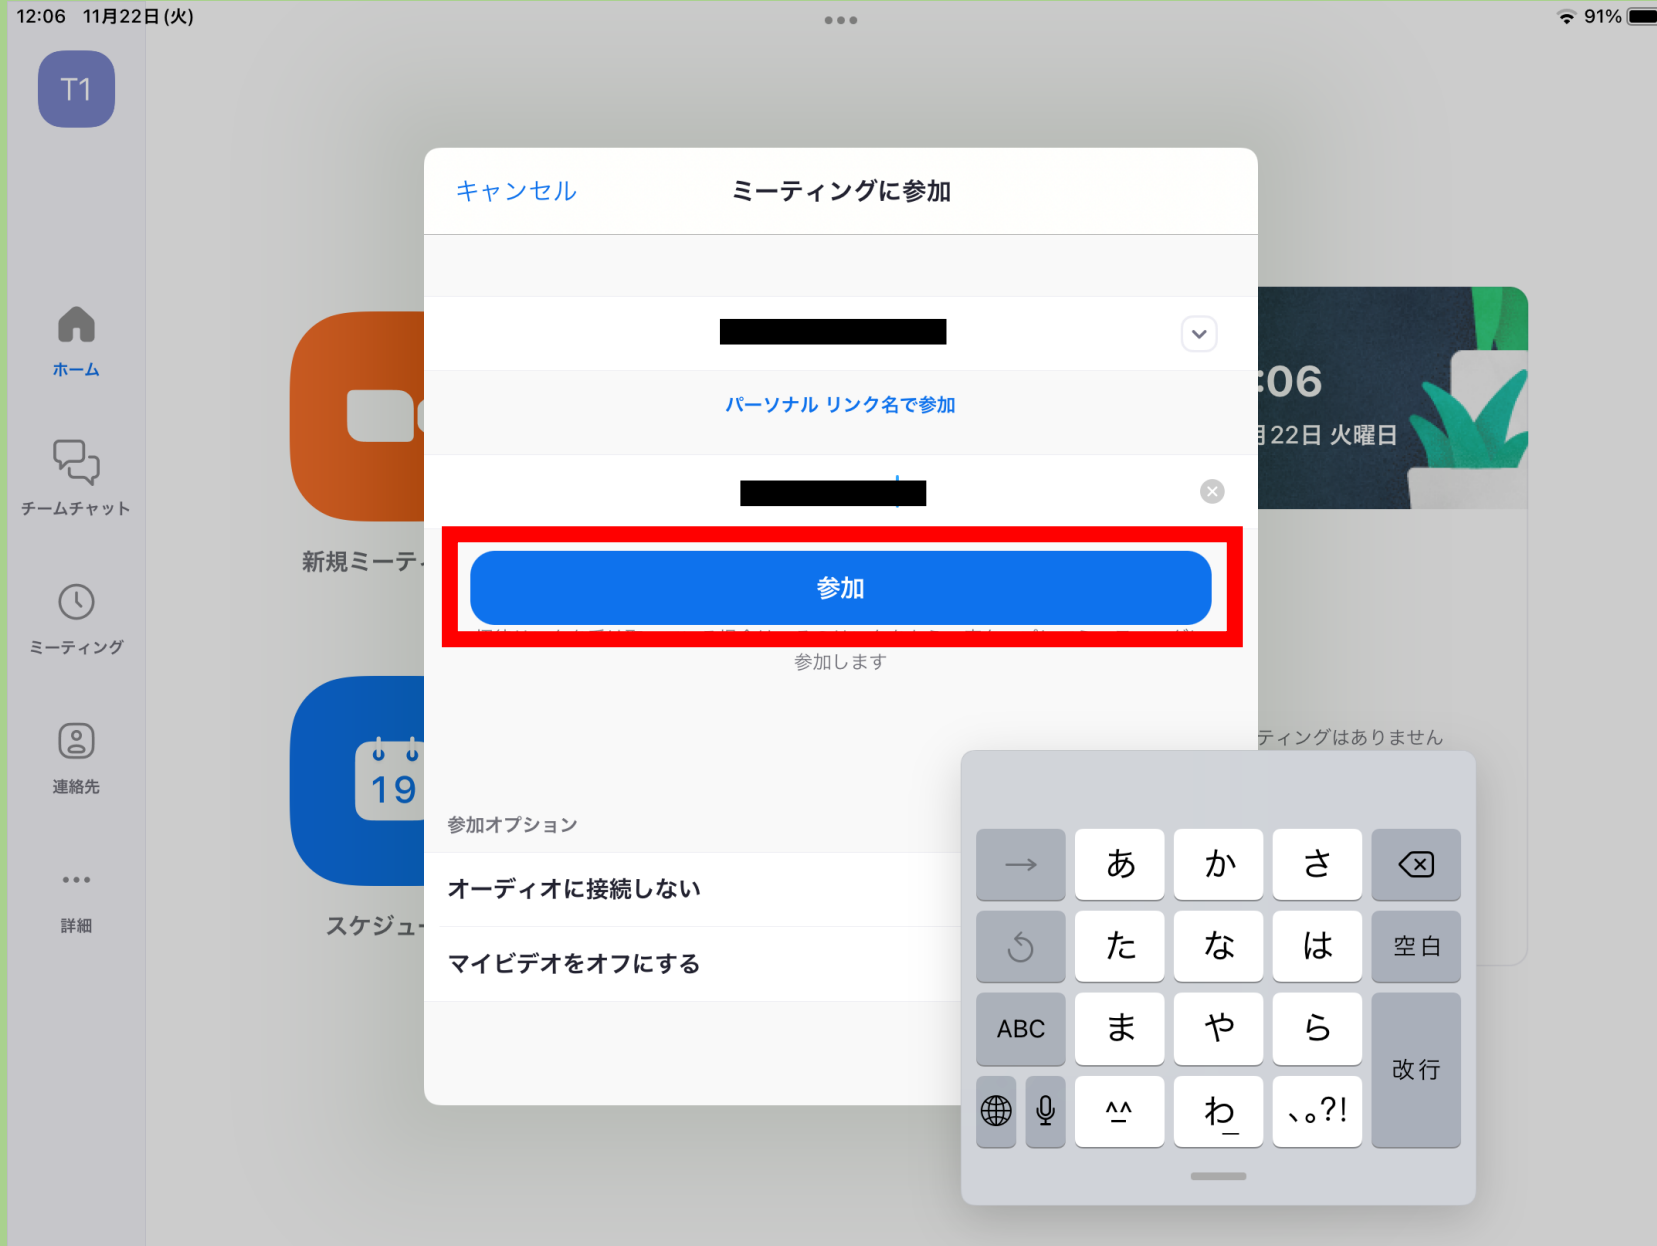 12:06 11月22日(火)
91%
T1
ホーム
チームチャット
ミーティング
連絡先
詳細
新規ミーティ
19
スケジュー
:06
月22日 火曜日
ティングはありません
キャンセル
ミーティングに参加
パーソナル リンク名で参加
参加
参加します
参加オプション
オーディオに接続しない
マイビデオをオフにする
→ あ か さ
た な は 空白
ABC ま や ら 改行
^^ わ 、。?!